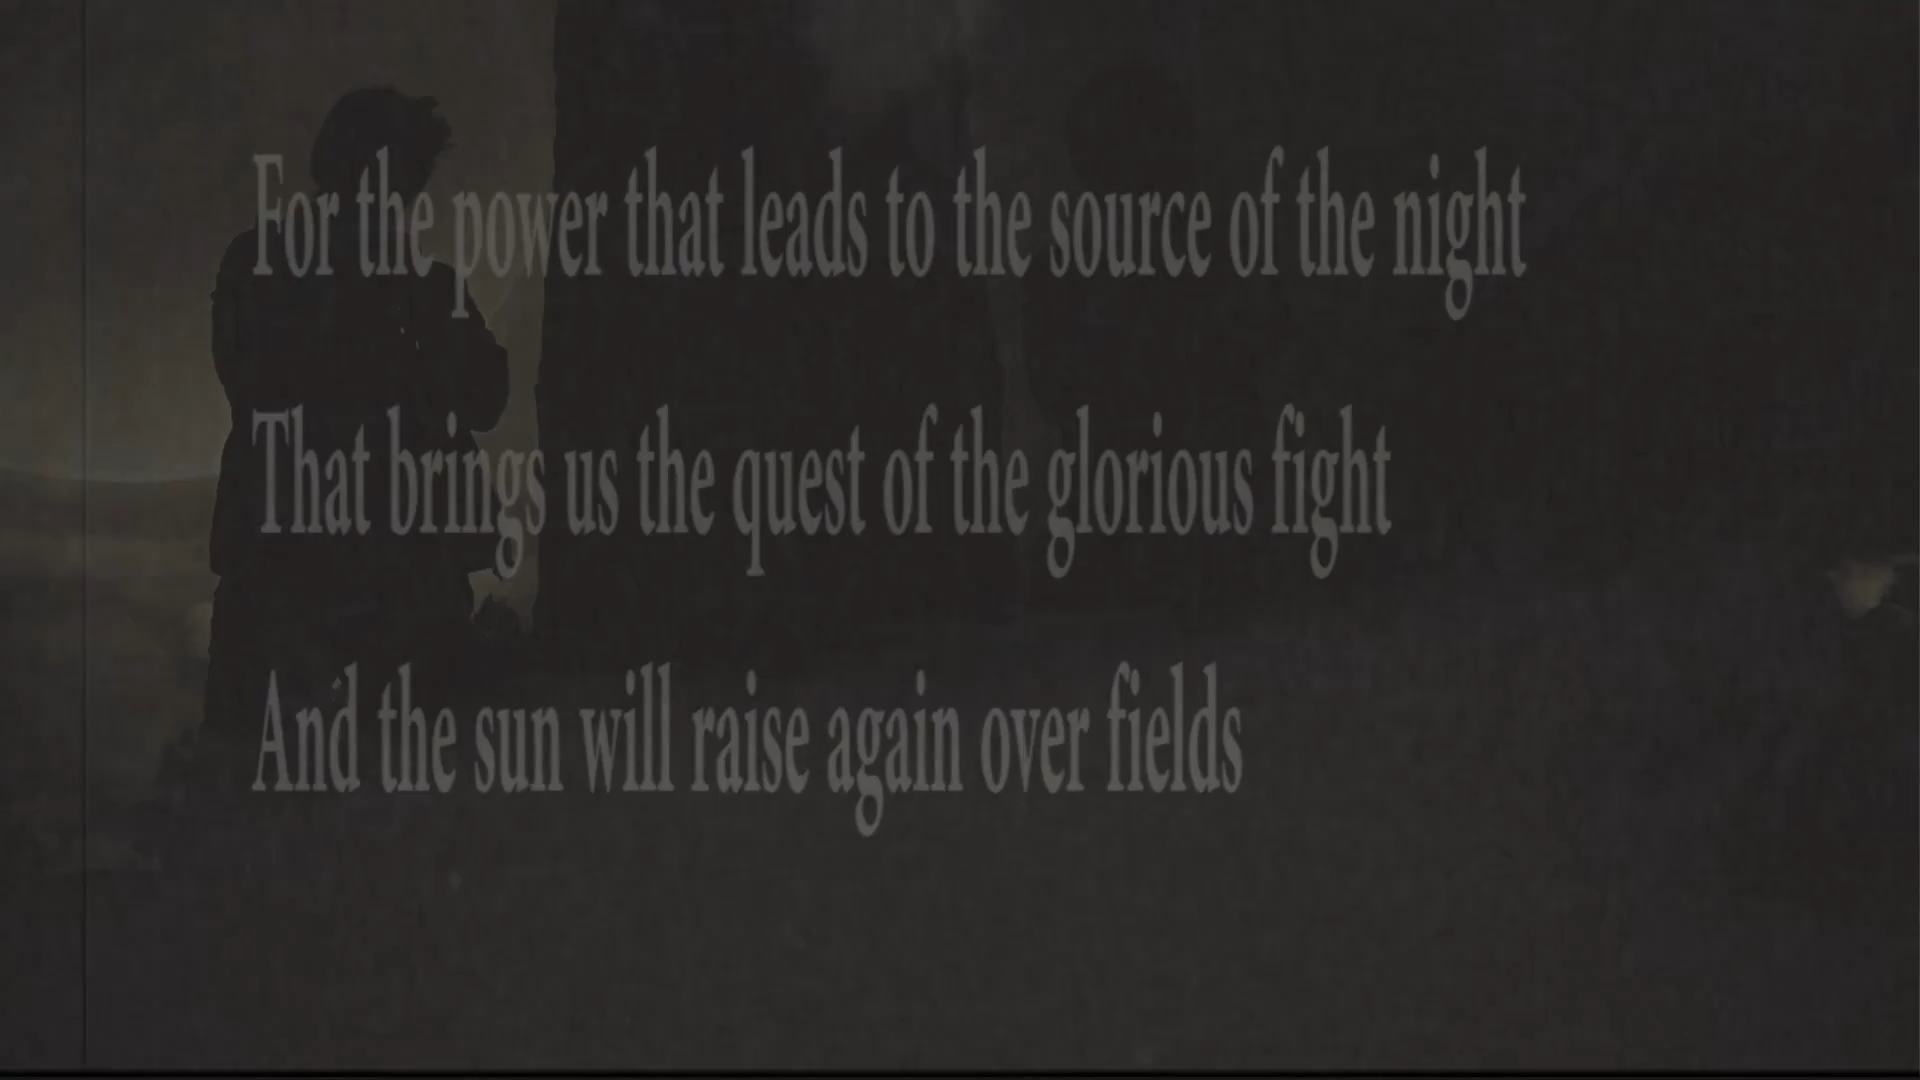 For the power that leads to the source of the night
That brings us the quest of the glorious fight
And the sun will raise again over fields